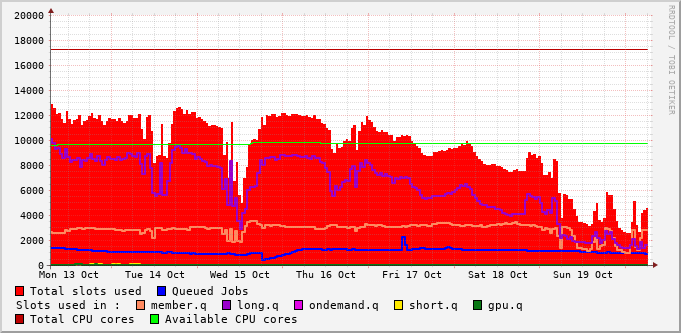 20000
18000
16000
14000
12000
10000
8000
6000
4000
2000
0
Mon 13 Oct Tue 14 Oct Wed 15 Oct Thu 16 Oct Fri 17 Oct Sat 18 Oct Sun 19 Oct
RRDTOOL / TOBI OETIKER
Total slots used Queued Jobs
Slots used in : member.q long.q ondemand.q short.q gpu.q
Total CPU cores Available CPU cores